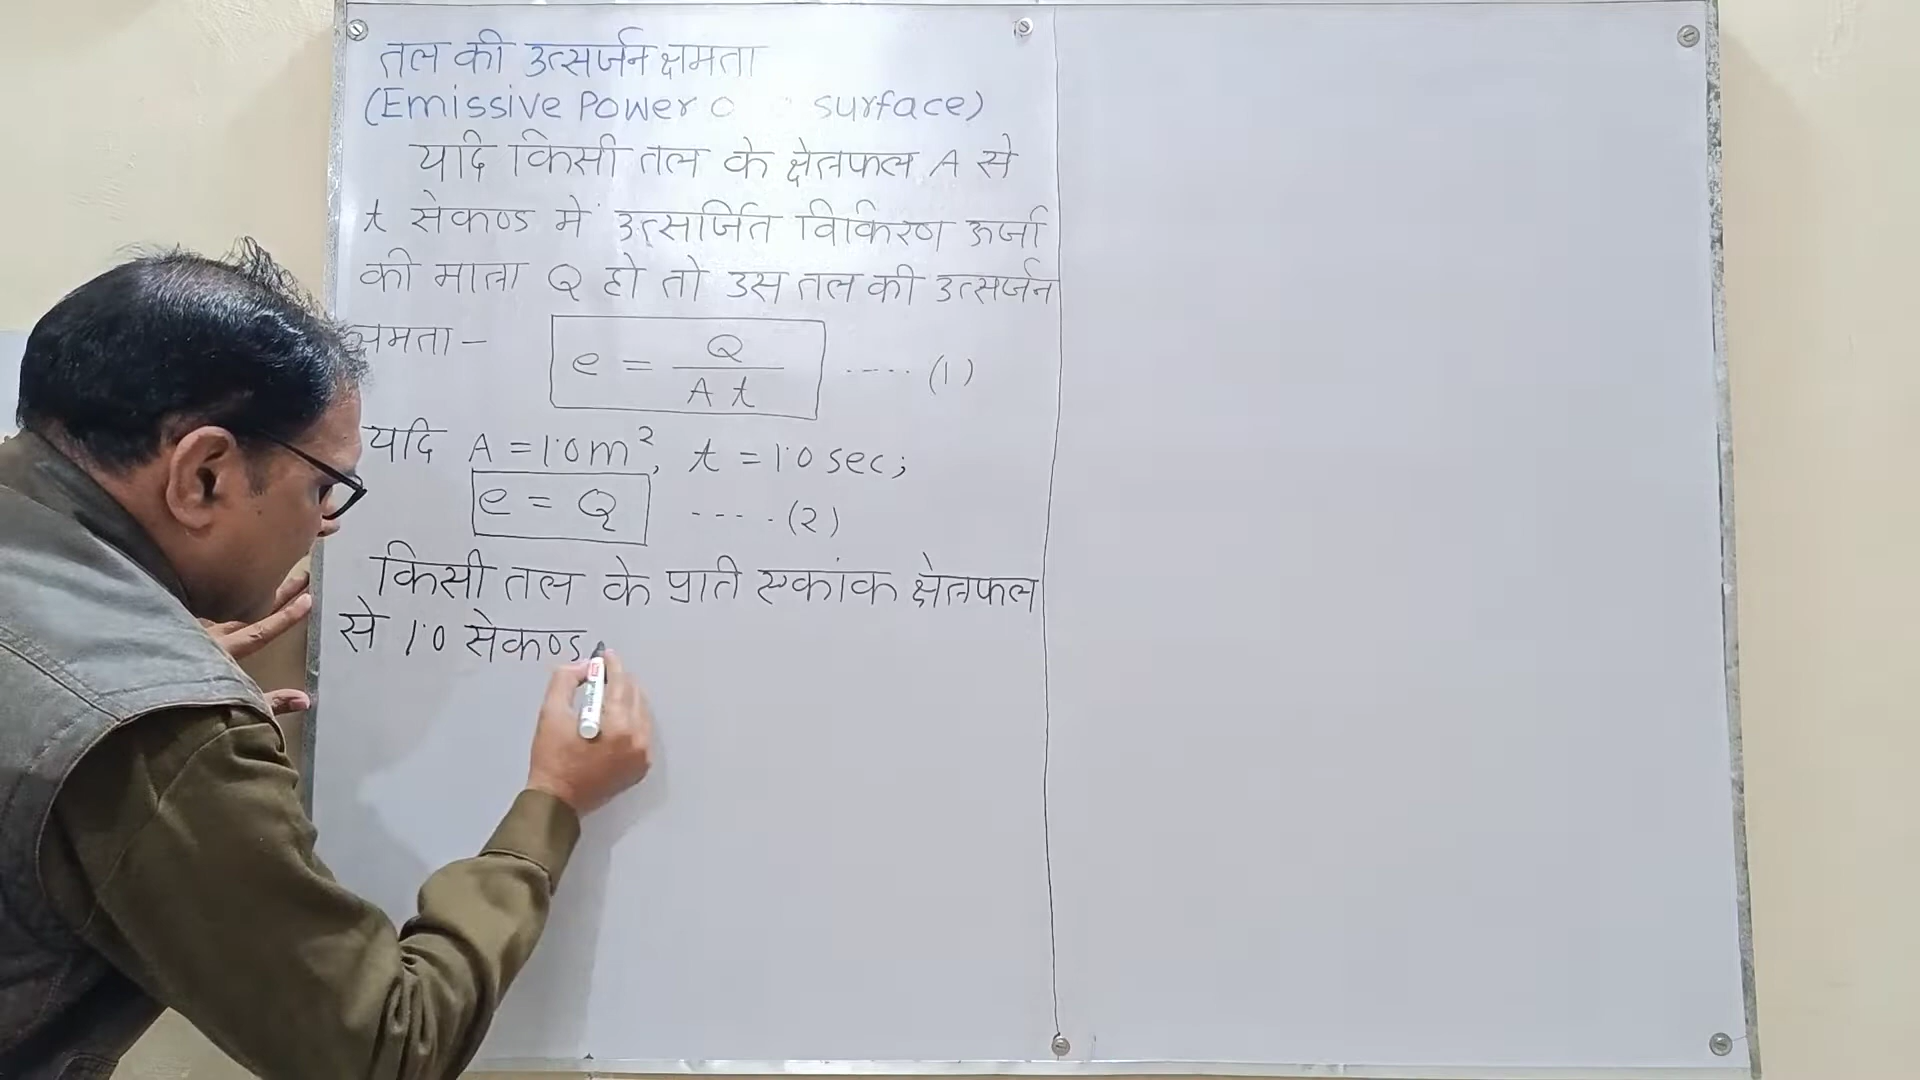 तल की उत्सर्जन क्षमता
(Emissive Power surface)
यदि किसी तल के क्षेत्रफल A से
t सेकण्ड में उत्सर्जित विकिरण ऊर्जा
की मात्रा Q हो तो उस तल की उत्सर्जन
क्षमता -
e = Q / A t ..... (1)
यदि A = 1.0 m², t = 1.0 sec;
e = Q ---- . (2)
किसी तल के प्रति एकांक क्षेत्रफल
से 1.0 सेकण्ड